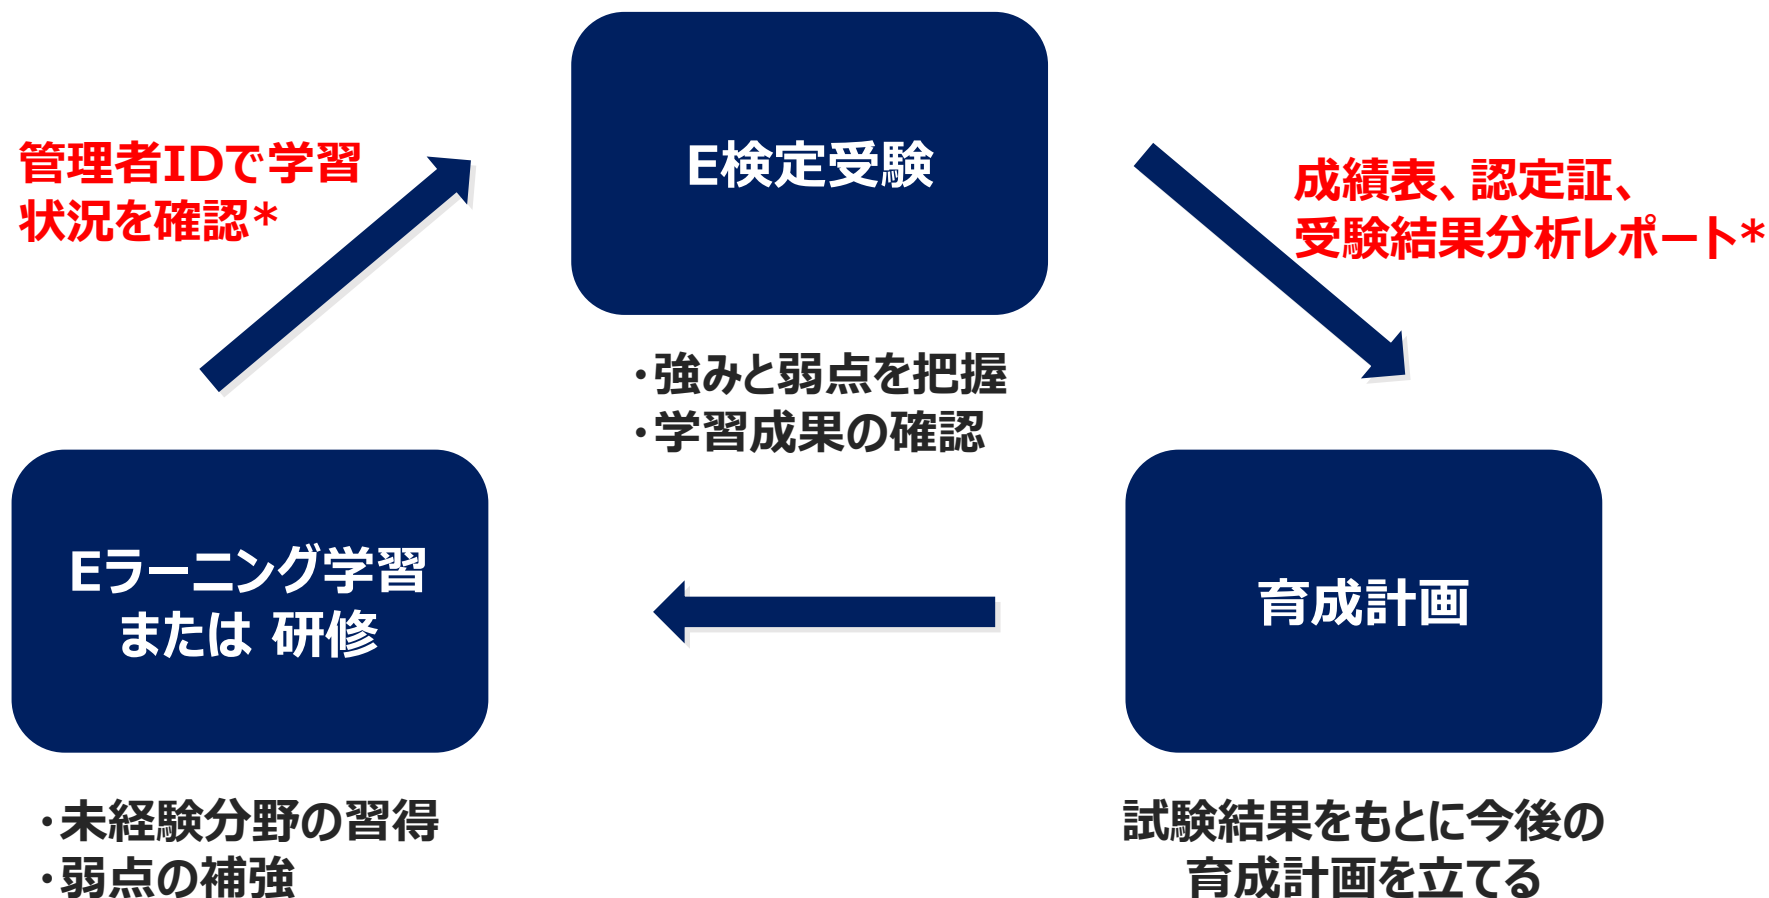 E検定受験
管理者IDで学習
状況を確認*
成績表、認定証、
受験結果分析レポート*
・強みと弱点を把握
・学習成果の確認
Eラーニング学習
または 研修
育成計画
・未経験分野の習得
・弱点の補強
試験結果をもとに今後の
育成計画を立てる